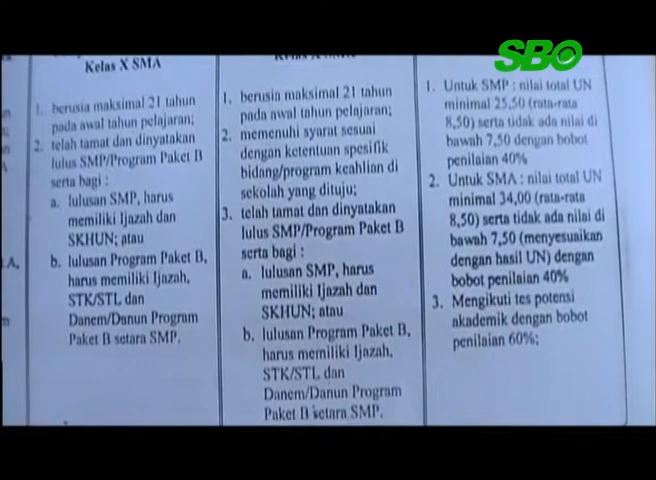 SBO
Kelas X SMA
1. berusia maksimal 21 tahun
pada awal tahun pelajaran;
2. telah tamat dan dinyatakan
lulus SMP/Program Paket B
serta bagi :
a. lulusan SMP, harus
memiliki Ijazah dan
SKHUN; atau
b. lulusan Program Paket B,
harus memiliki Ijazah,
STK/STL dan
Danem/Danun Program
Paket B setara SMP.
1. berusia maksimal 21 tahun
pada awal tahun pelajaran;
2. memenuhi syarat sesuai
dengan ketentuan spesifik
bidang/program keahlian di
sekolah yang dituju;
3. telah tamat dan dinyatakan
lulus SMP/Program Paket B
serta bagi :
a. lulusan SMP, harus
memiliki Ijazah dan
SKHUN; atau
b. lulusan Program Paket B,
harus memiliki Ijazah,
STK/STL dan
Danem/Danun Program
Paket B setara SMP.
1. Untuk SMP : nilai total UN
minimal 25,50 (rata-rata
8,50) serta tidak ada nilai di
bawah 7,50 dengan bobot
penilaian 40%
2. Untuk SMA : nilai total UN
minimal 34,00 (rata-rata
8,50) serta tidak ada nilai di
bawah 7,50 (menyesuaikan
dengan hasil UN) dengan
bobot penilaian 40%
3. Mengikuti tes potensi
akademik dengan bobot
penilaian 60%;